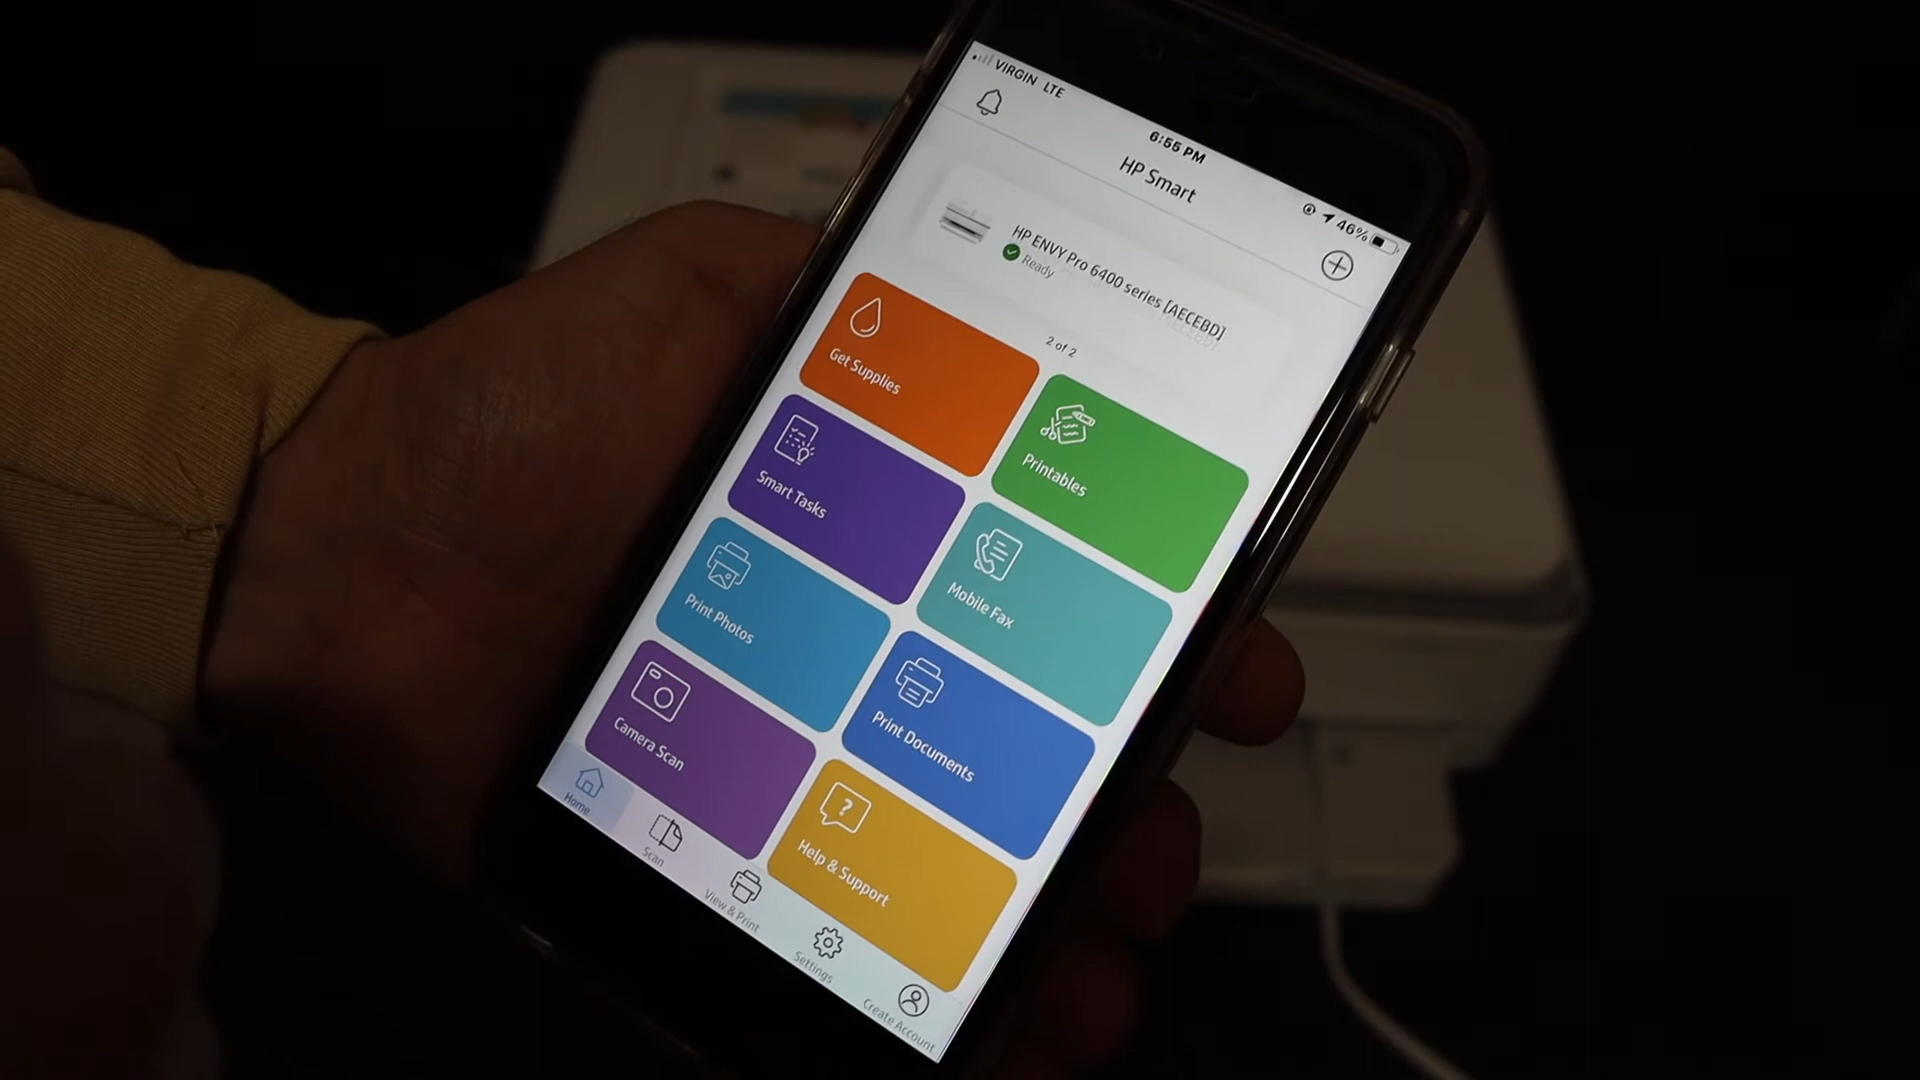 VIRGIN LTE
6:55 PM
46%
HP Smart
HP ENVY Pro 6400 series [AECEBD]
Ready
2 of 2
Get Supplies
Printables
Smart Tasks
Mobile Fax
Print Photos
Print Documents
Camera Scan
Help & Support
Home
Scan
View & Print
Settings
Create Account